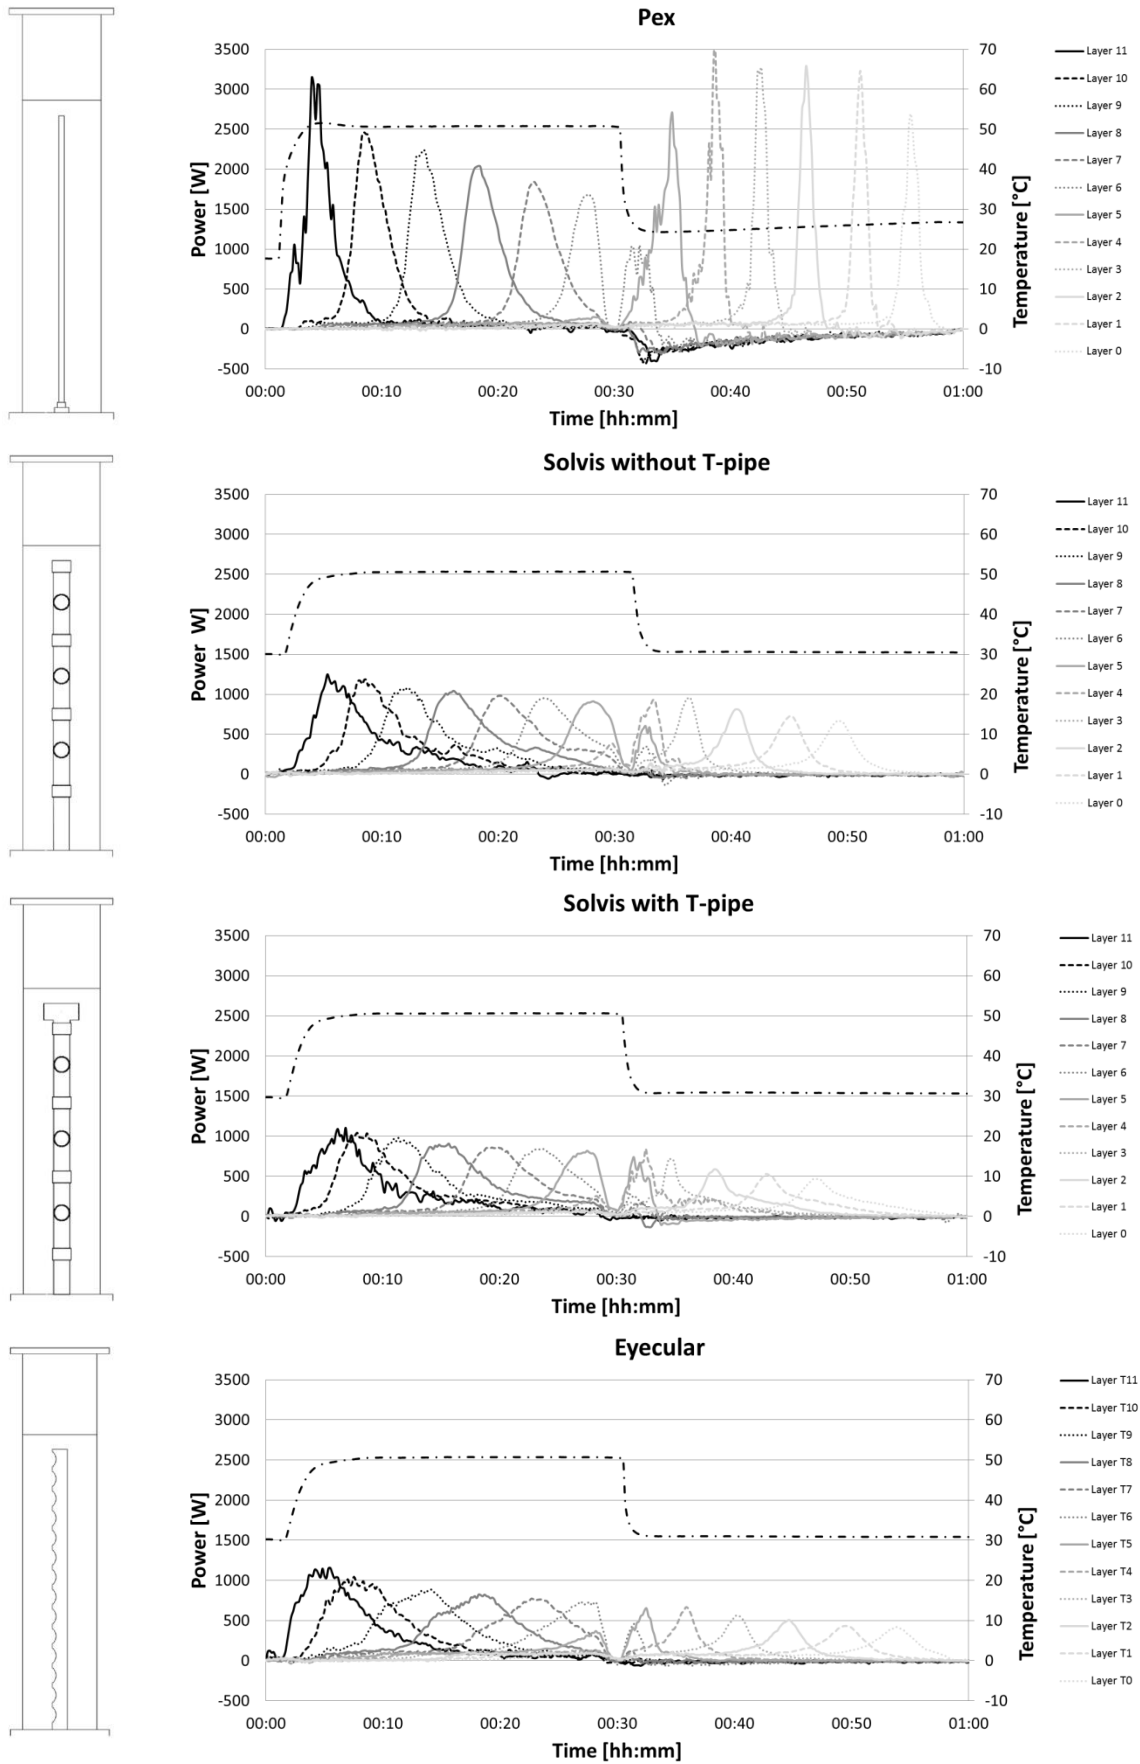 Pex
3500
3000
2500
2000
1500
1000
500
0
-500
Power [W]
70
60
50
40
30
20
10
0
-10
Temperature [°C]
00:00 00:10 00:20 00:30 00:40 00:50 01:00
Time [hh:mm]
Layer 11
Layer 10
Layer 9
Layer 8
Layer 7
Layer 6
Layer 5
Layer 4
Layer 3
Layer 2
Layer 1
Layer 0
Solvis without T-pipe
3500
3000
2500
2000
1500
1000
500
0
-500
Power W]
70
60
50
40
30
20
10
0
-10
Temperature [°C]
00:00 00:10 00:20 00:30 00:40 00:50 01:00
Time [hh:mm]
Layer 11
Layer 10
Layer 9
Layer 8
Layer 7
Layer 6
Layer 5
Layer 4
Layer 3
Layer 2
Layer 1
Layer 0
Solvis with T-pipe
3500
3000
2500
2000
1500
1000
500
0
-500
Power [W]
70
60
50
40
30
20
10
0
-10
Temperature [°C]
00:00 00:10 00:20 00:30 00:40 00:50 01:00
Time [hh:mm]
Layer 11
Layer 10
Layer 9
Layer 8
Layer 7
Layer 6
Layer 5
Layer 4
Layer 3
Layer 2
Layer 1
Layer 0
Eyecular
3500
3000
2500
2000
1500
1000
500
0
-500
Power [W]
70
60
50
40
30
20
10
0
-10
Temperature [°C]
00:00 00:10 00:20 00:30 00:40 00:50 01:00
Time [hh:mm]
Layer T11
Layer T10
Layer T9
Layer T8
Layer T7
Layer T6
Layer T5
Layer T4
Layer T3
Layer T2
Layer T1
Layer T0